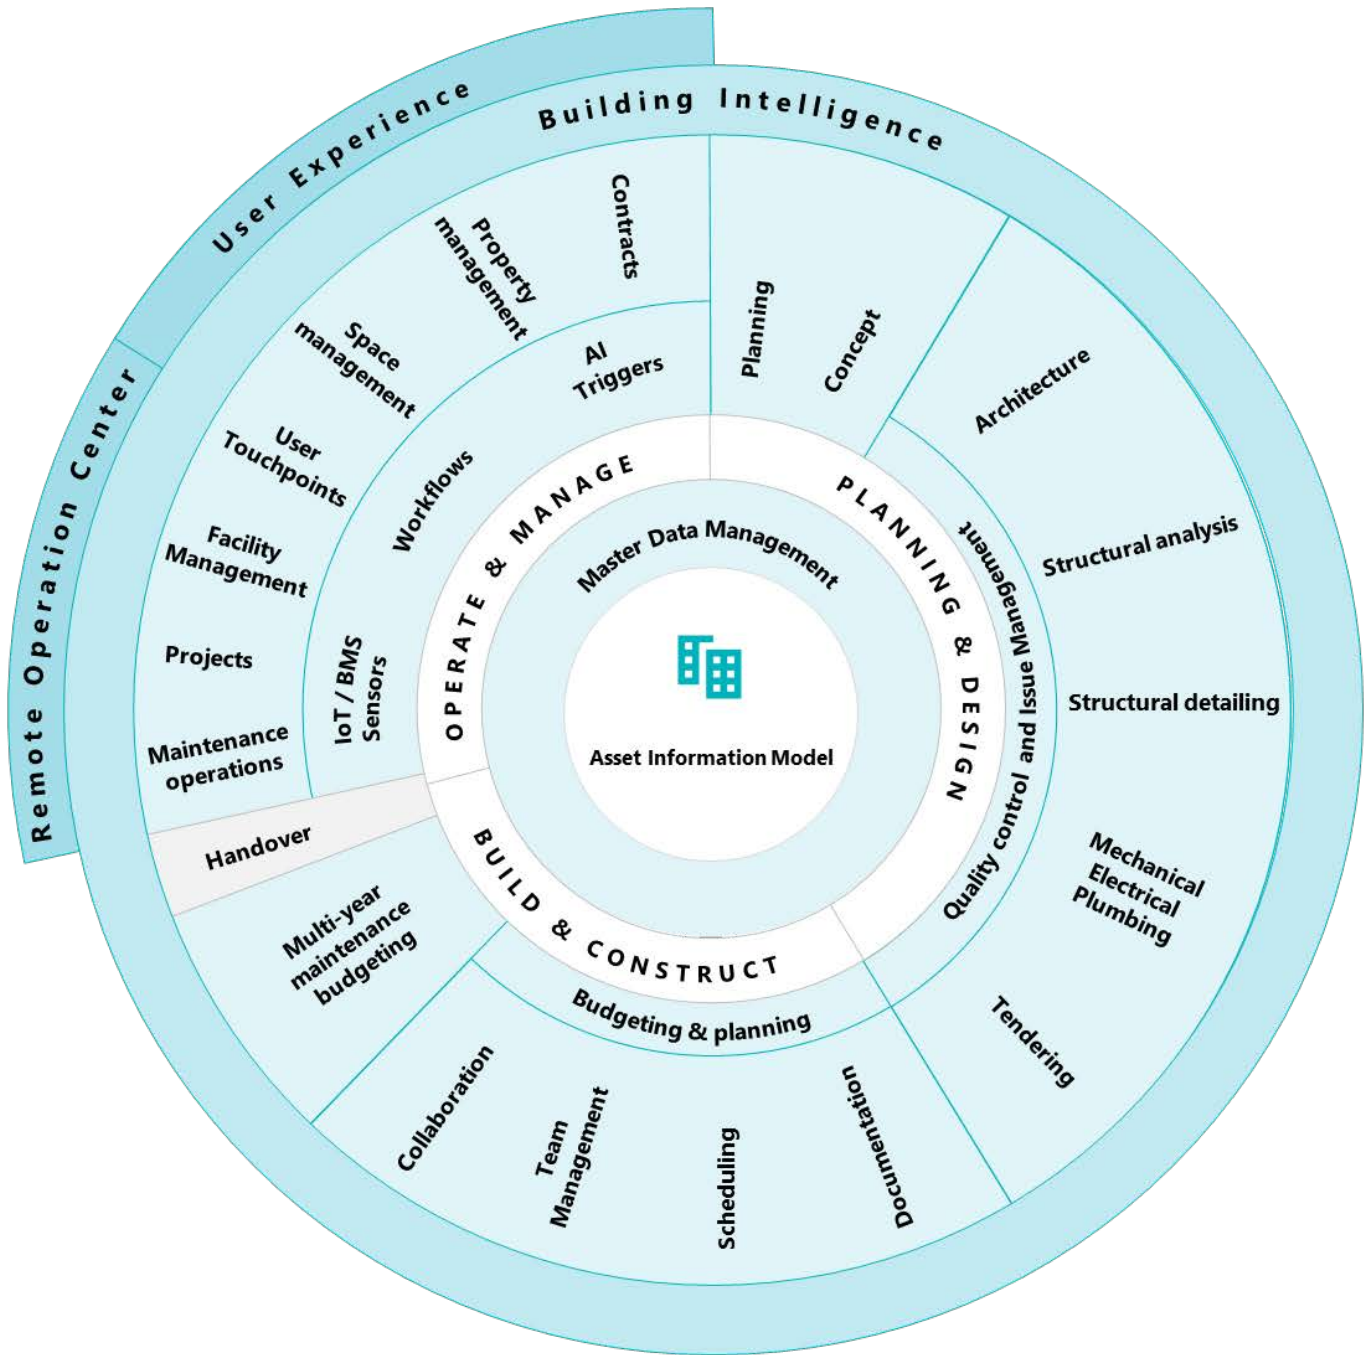 User Experience
Building Intelligence
Remote Operation Center
Contracts
Property
management
Space
management
User
Touchpoints
Facility
Management
Projects
Maintenance
operations
AI
Triggers
Workflows
IoT / BMS
Sensors
OPERATE & MANAGE
Planning
Concept
Architecture
Structural analysis
Structural detailing
Mechanical
Electrical
Plumbing
Tendering
Quality control and Issue Management
PLANNING & DESIGN
Master Data Management
Asset Information Model
Handover
Multi-year
maintenance
budgeting
BUILD & CONSTRUCT
Budgeting & planning
Collaboration
Team
Management
Scheduling
Documentation